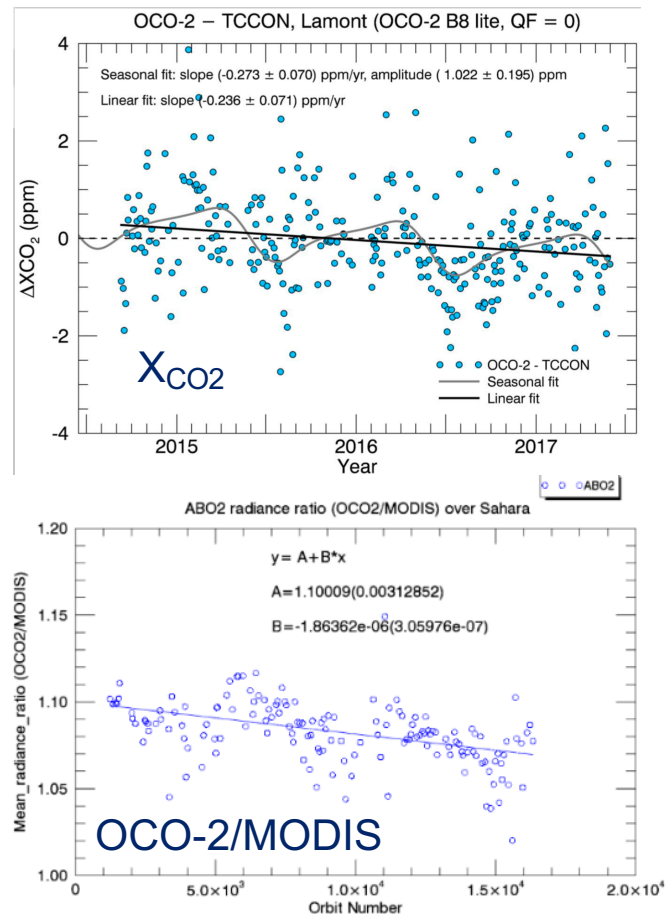 OCO-2 – TCCON, Lamont (OCO-2 B8 lite, QF = 0)
Seasonal fit: slope (-0.273 ± 0.070) ppm/yr, amplitude ( 1.022 ± 0.195) ppm
Linear fit: slope (-0.236 ± 0.071) ppm/yr
4
2
0
-2
-4
ΔXCO₂ (ppm)
X_CO2
OCO-2 - TCCON
Seasonal fit
Linear fit
2015
2016
2017
Year
ABO2
ABO2 radiance ratio (OCO2/MODIS) over Sahara
y= A+B*x
A=1.10009(0.00312852)
B=-1.86362e-06(3.05976e-07)
1.20
1.15
1.10
1.05
1.00
Mean_radiance_ratio (OCO2/MODIS)
OCO-2/MODIS
0
5.0×10³
1.0×10⁴
1.5×10⁴
2.0×10⁴
Orbit Number